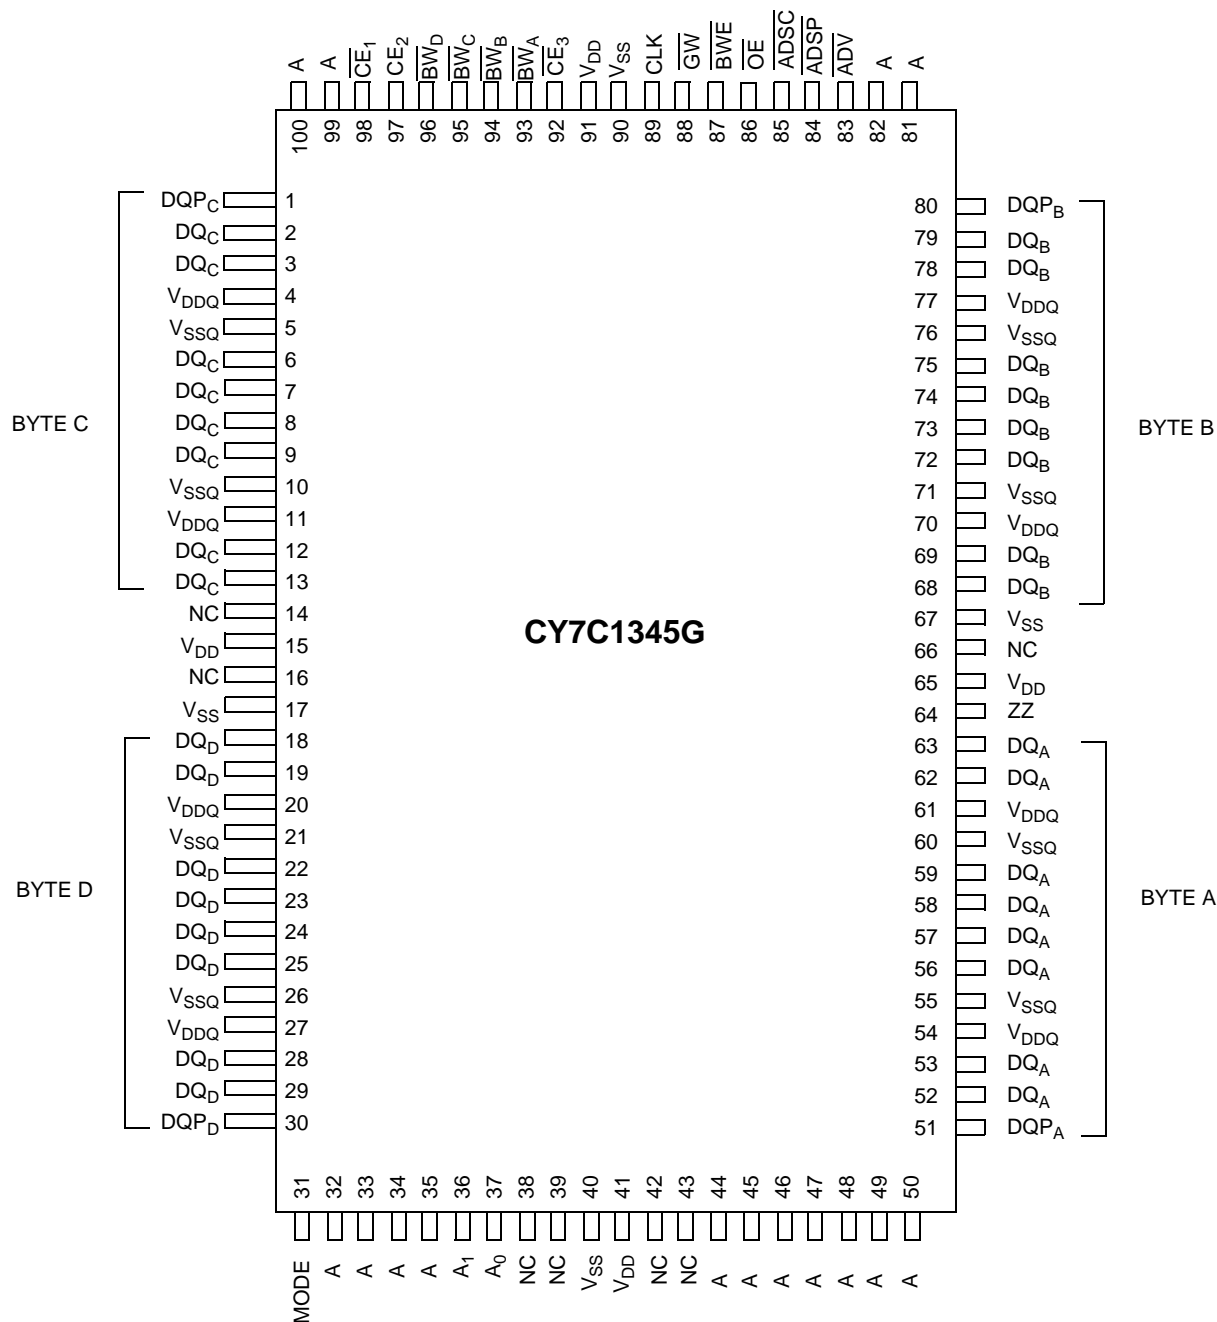 A
A
CE1
CE2
BWD
BWC
BWB
BWA
CE3
VDD
VSS
CLK
GW
BWE
OE
ADSC
ADSP
ADV
A
A
100
99
98
97
96
95
94
93
92
91
90
89
88
87
86
85
84
83
82
81
BYTE C
DQPC 1
DQC 2
DQC 3
VDDQ 4
VSSQ 5
DQC 6
DQC 7
DQC 8
DQC 9
VSSQ 10
VDDQ 11
DQC 12
DQC 13
NC 14
VDD 15
NC 16
VSS 17
BYTE D
DQD 18
DQD 19
VDDQ 20
VSSQ 21
DQD 22
DQD 23
DQD 24
DQD 25
VSSQ 26
VDDQ 27
DQD 28
DQD 29
DQPD 30
CY7C1345G
80 DQPB
79 DQB
78 DQB
77 VDDQ
76 VSSQ
75 DQB
74 DQB
73 DQB
72 DQB
71 VSSQ
70 VDDQ
69 DQB
68 DQB
BYTE B
67 VSS
66 NC
65 VDD
64 ZZ
63 DQA
62 DQA
61 VDDQ
60 VSSQ
59 DQA
58 DQA
57 DQA
56 DQA
55 VSSQ
54 VDDQ
53 DQA
52 DQA
51 DQPA
BYTE A
31
32
33
34
35
36
37
38
39
40
41
42
43
44
45
46
47
48
49
50
MODE
A
A
A
A
A1
A0
NC
NC
VSS
VDD
NC
NC
A
A
A
A
A
A
A